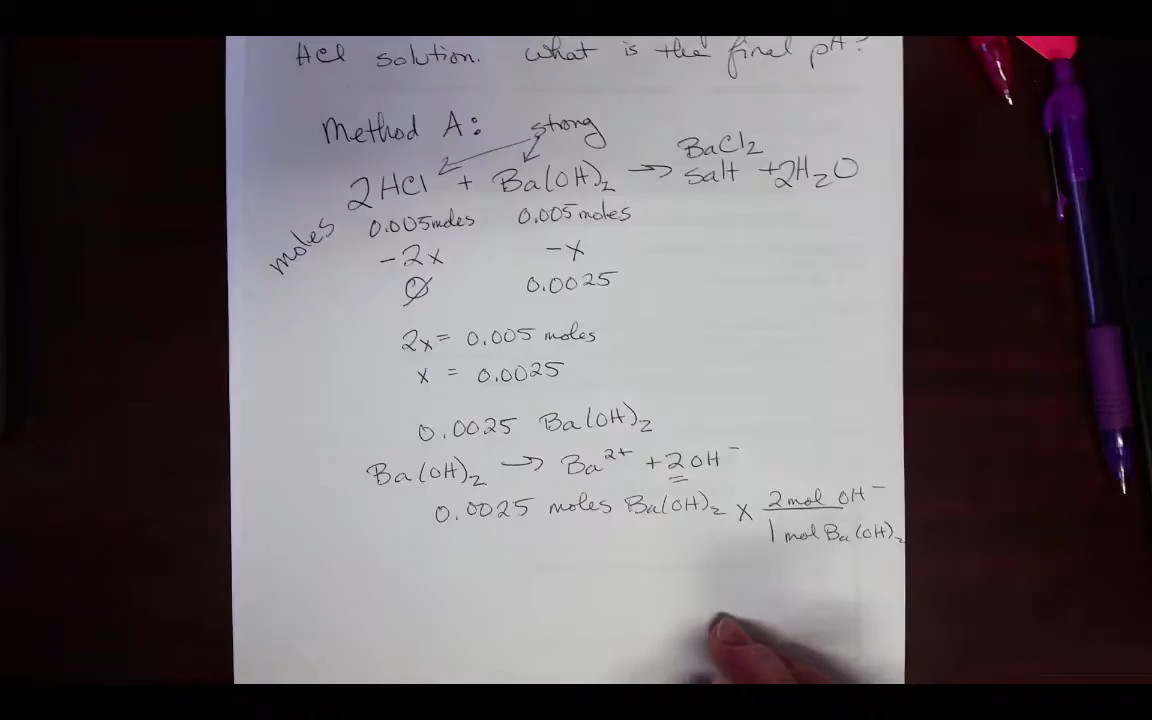 HCl solution. What is the final pH?
Method A: strong
2HCl + Ba(OH)₂ → BaCl₂ salt + 2H₂O
moles 0.005 moles 0.005 moles
-2x -x
∅ 0.0025
2x = 0.005 moles
x = 0.0025
0.0025 Ba(OH)₂
Ba(OH)₂ → Ba²⁺ + 2OH⁻
0.0025 moles Ba(OH)₂ x 2 mol OH⁻
1 mol Ba(OH)₂